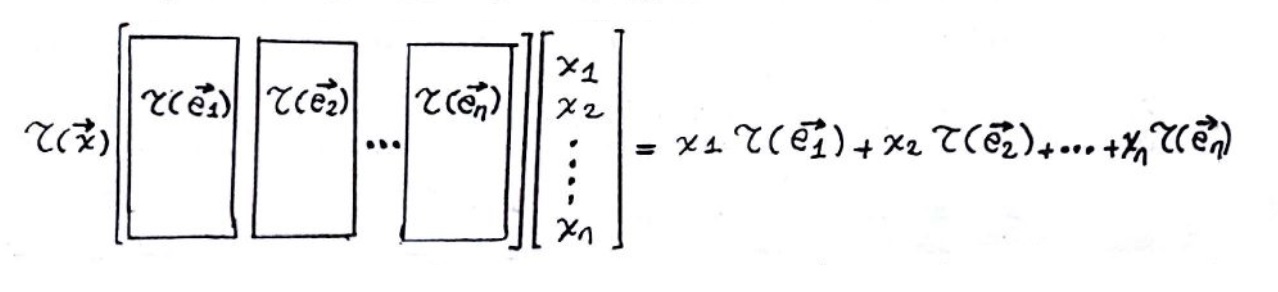 τ(x⃗) [ τ(e⃗1) τ(e⃗2) ... τ(e⃗n) ] [ x1 x2 ⋮ xn ] = x1 τ(e⃗1) + x2 τ(e⃗2) + ... + xn τ(e⃗n)